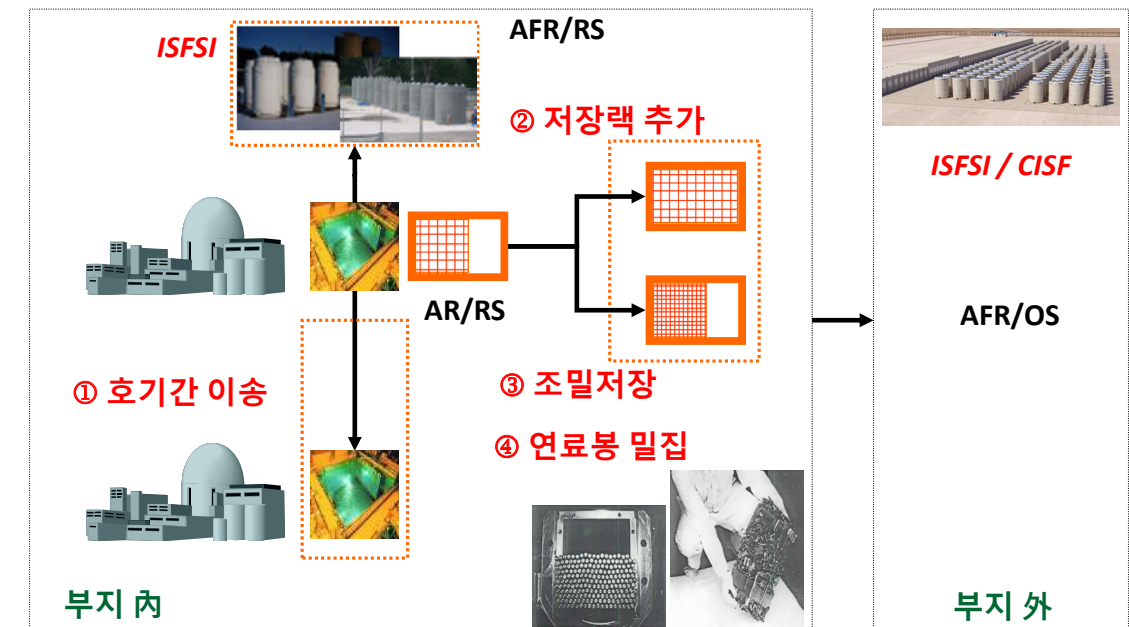 ISFSI
AFR/RS
② 저장랙 추가
ISFSI / CISF
AR/RS
AFR/OS
① 호기간 이송
③ 조밀저장
④ 연료봉 밀집
부지 內
부지 外